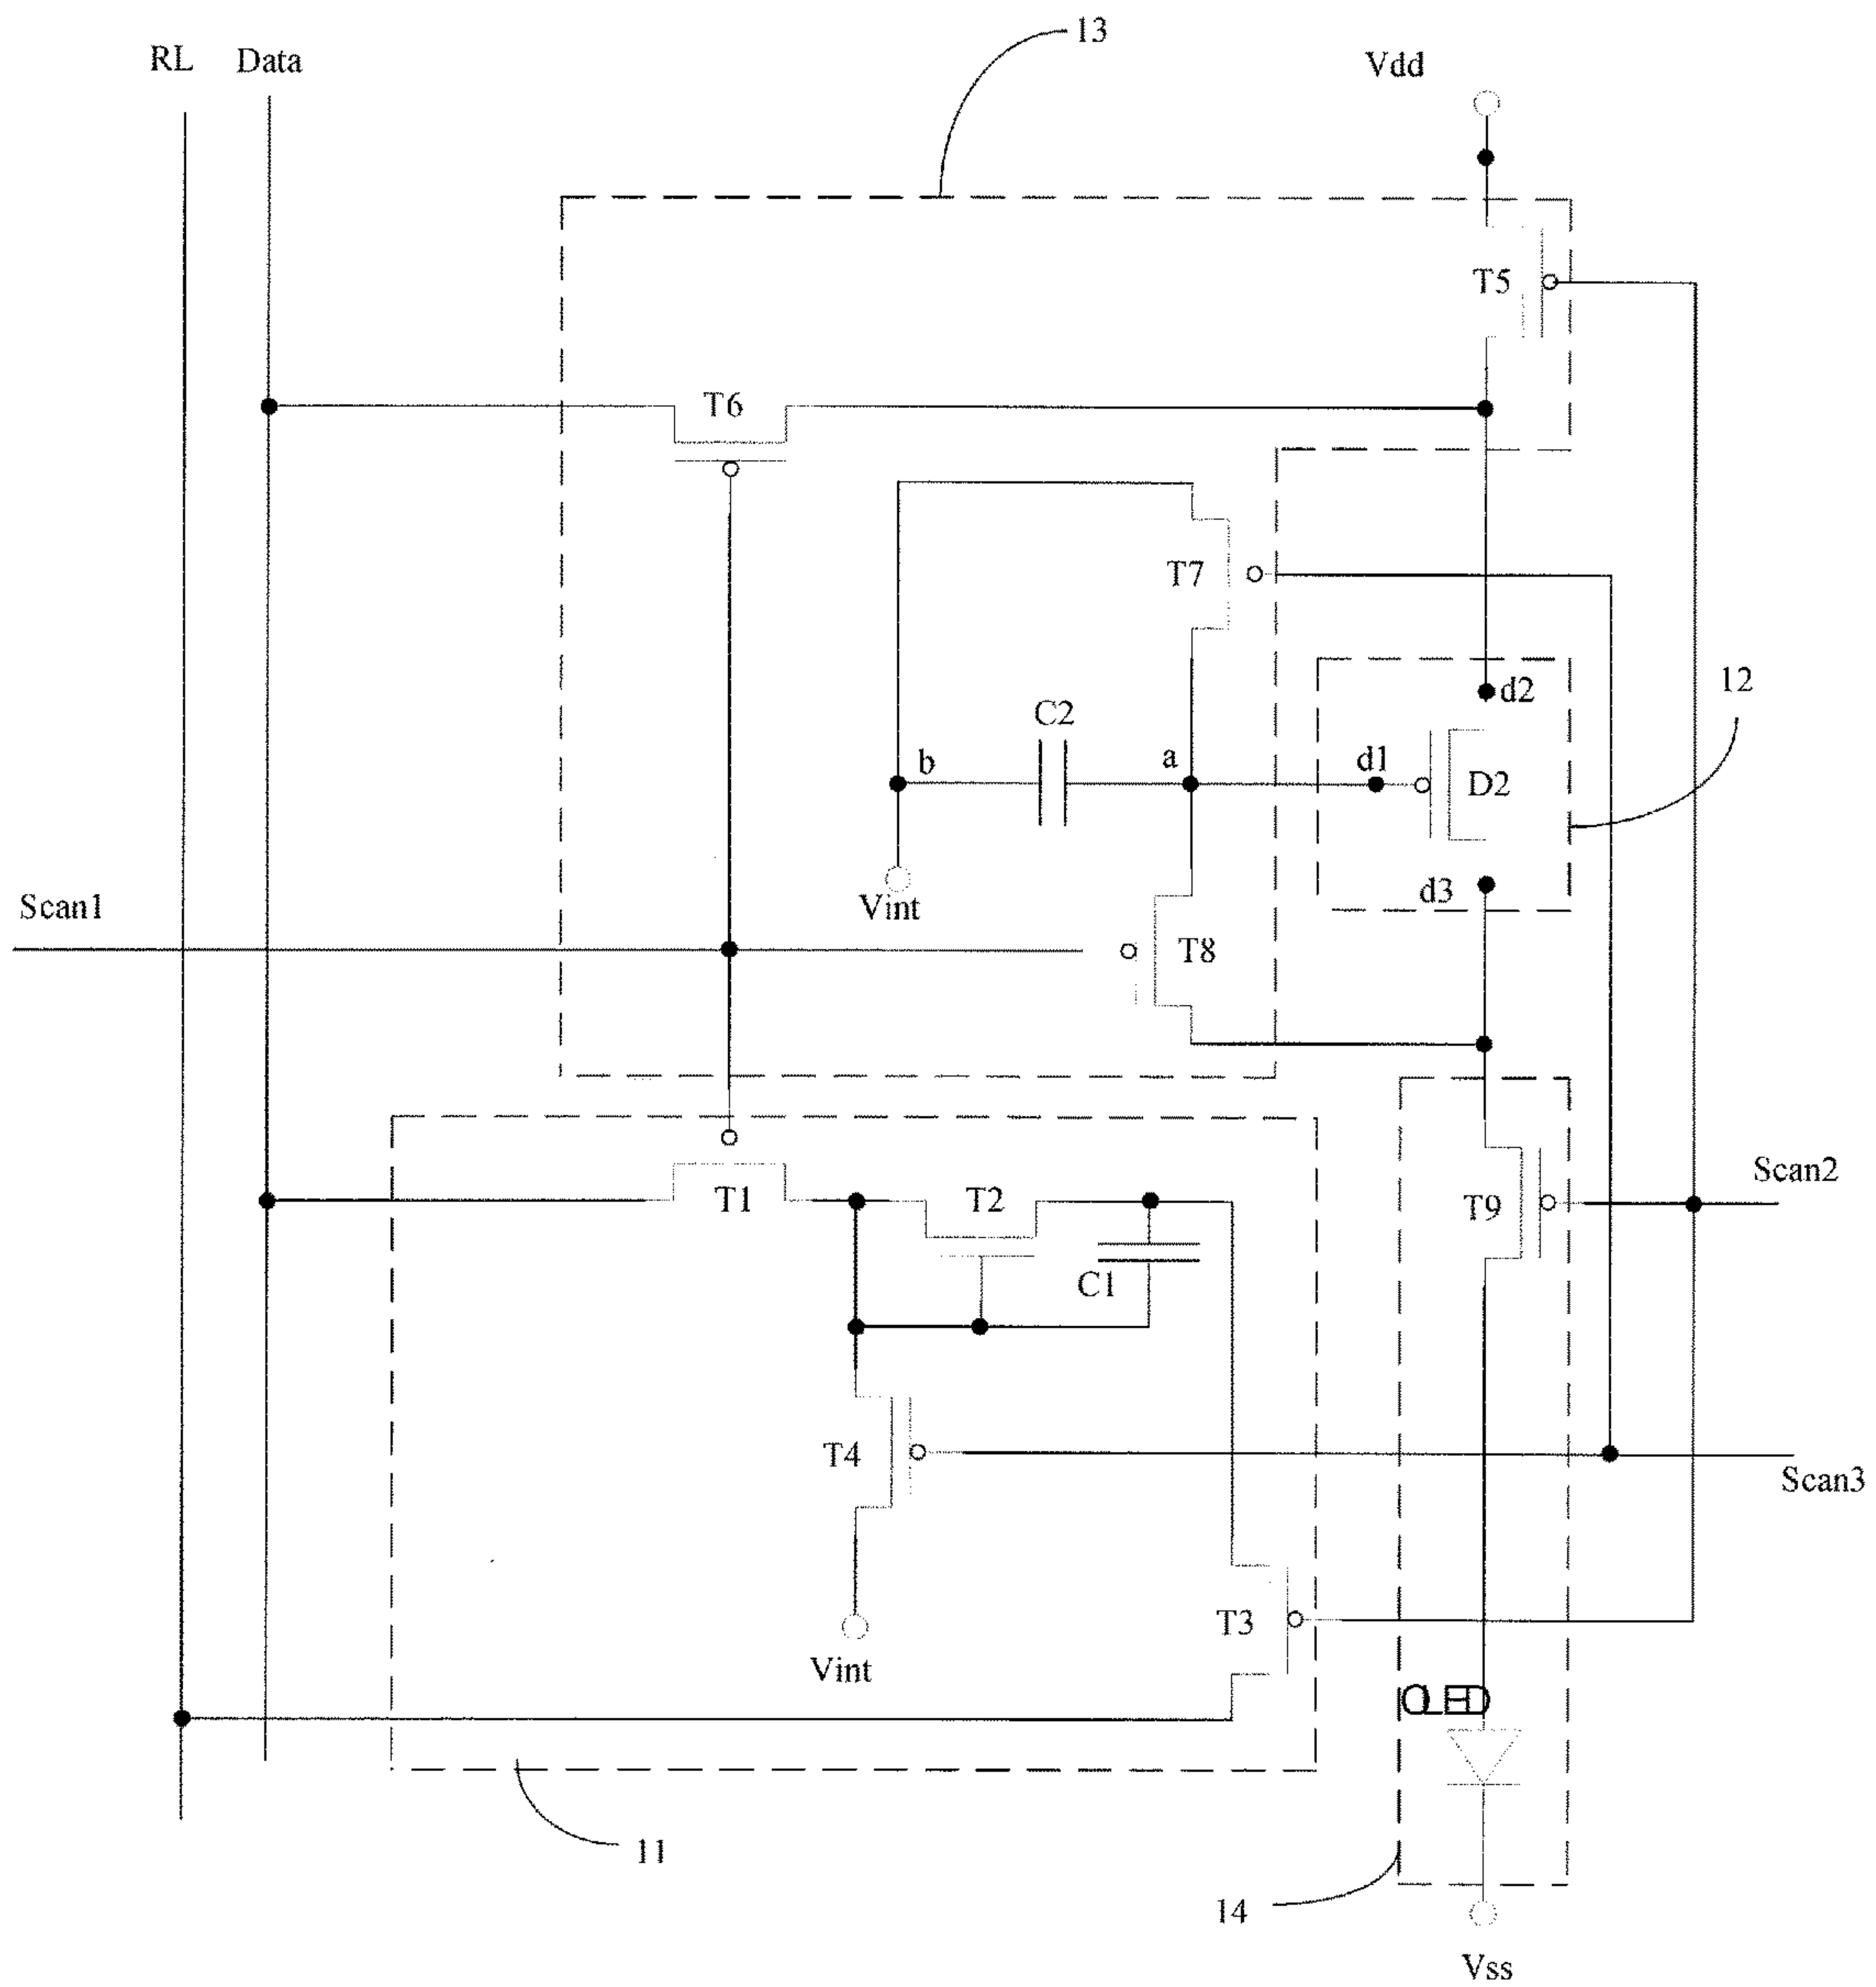 RL
Data
13
Vdd
T5
T6
T7
12
d2
C2
b
a
d1
D2
Vint
d3
Scan1
T8
Scan2
T1
T2
T9
C1
T4
Scan3
T3
Vint
OLED
11
14
Vss